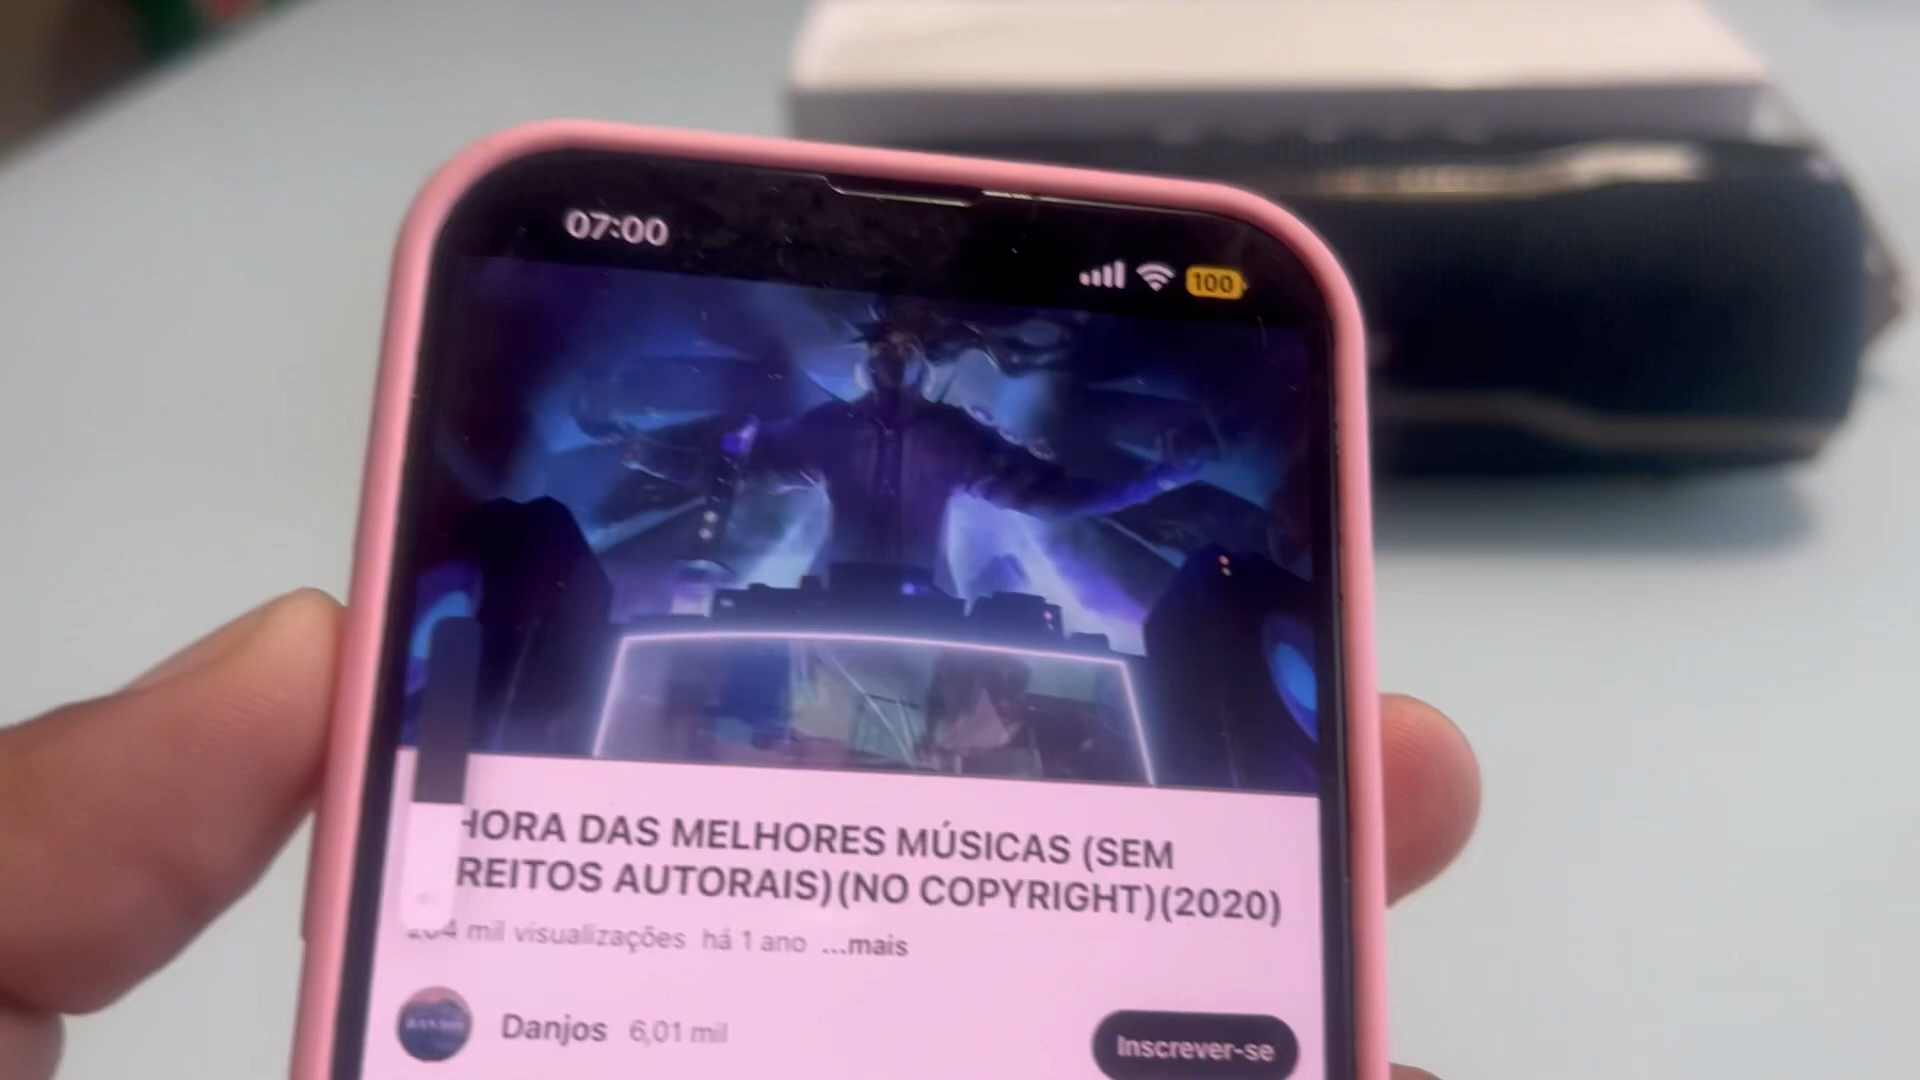 07:00
100
HORA DAS MELHORES MÚSICAS (SEM
REITOS AUTORAIS)(NO COPYRIGHT)(2020)
mil visualizações há 1 ano ...mais
Danjos 6,01 mil
Inscrever-se